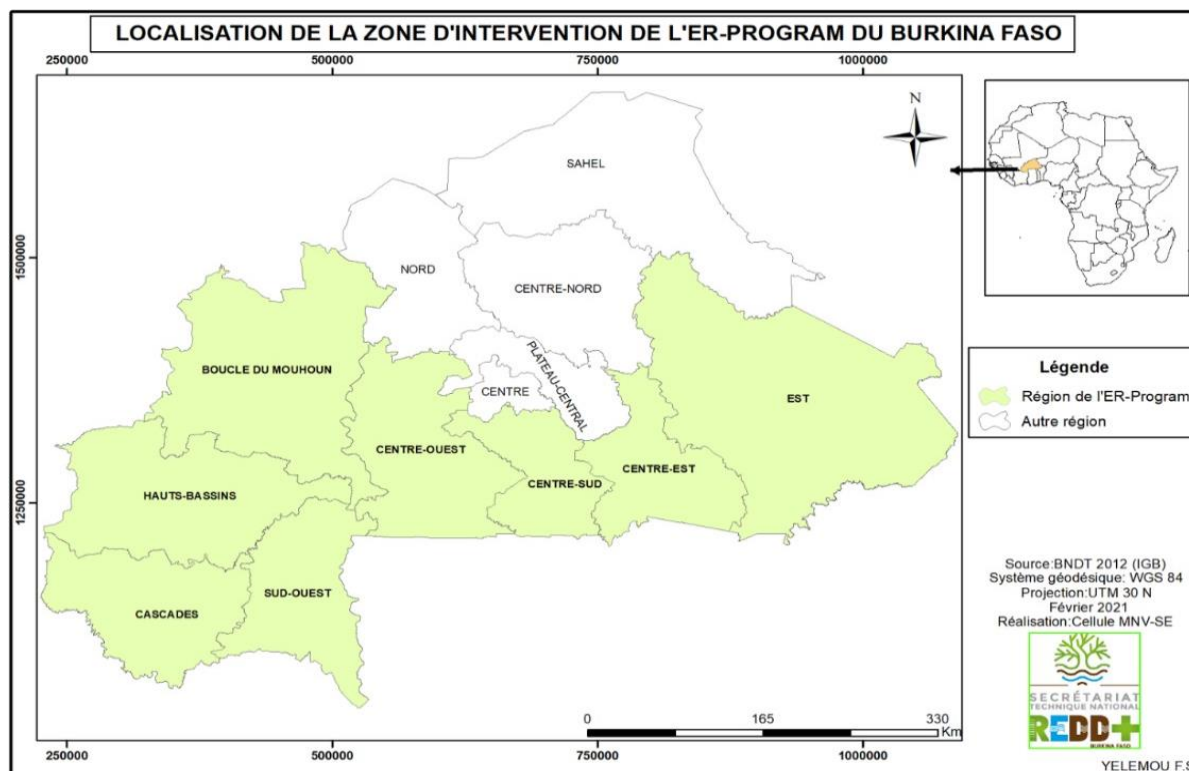 LOCALISATION DE LA ZONE D'INTERVENTION DE L'ER-PROGRAM DU BURKINA FASO
250000
500000
750000
1000000
N
SAHEL
1500000
1500000
NORD
CENTRE-NORD
BOUCLE DU MOUHOUN
PLATEAU-CENTRAL
CENTRE
EST
Légende
Région de l'ER-Program
Autre région
CENTRE-OUEST
CENTRE-EST
CENTRE-SUD
HAUTS-BASSINS
1250000
1250000
SUD-OUEST
CASCADES
Source:BNDT 2012 (IGB)
Système géodésique: WGS 84
Projection:UTM 30 N
Février 2021
Réalisation:Cellule MNV-SE
SECRÉTARIAT
TECHNIQUE NATIONAL
REDD+
BURKINA FASO
0
165
330
Km
250000
500000
750000
1000000
YELEMOU F.S